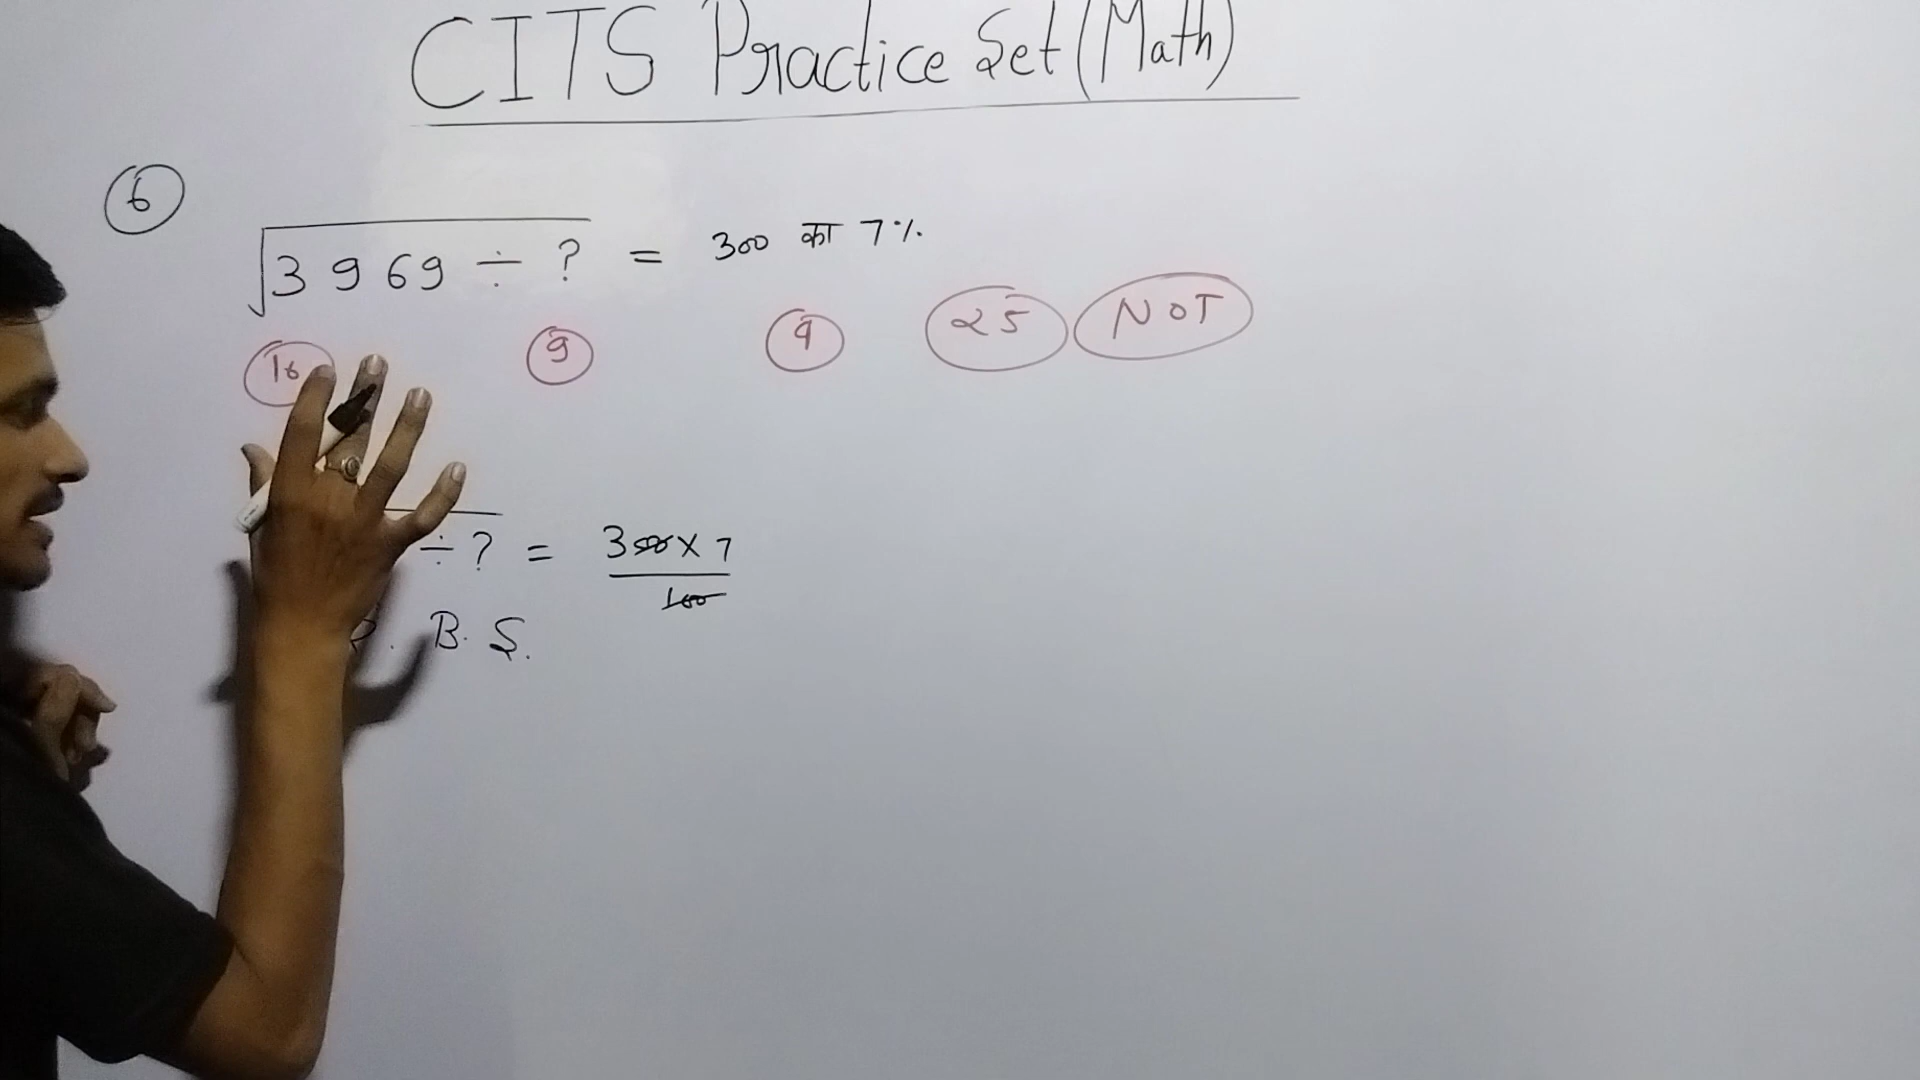 CITS Practice Set (Math)
6
√3969 ÷ ? = 300 का 7%
16 9 4 25 NOT
÷ ? = 300 × 7
100
B. S.